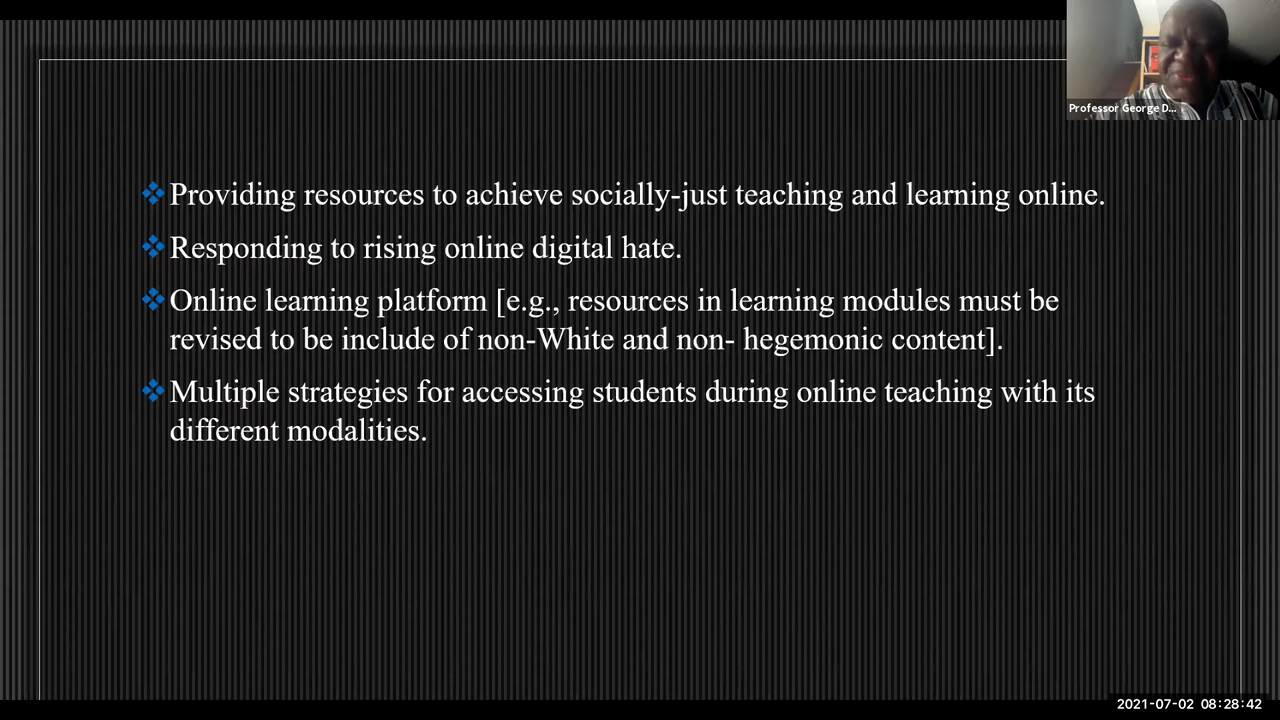 Professor George D...
Providing resources to achieve socially-just teaching and learning online.
Responding to rising online digital hate.
Online learning platform [e.g., resources in learning modules must be
revised to be include of non-White and non- hegemonic content].
Multiple strategies for accessing students during online teaching with its
different modalities.
2021-07-02 08:28:42